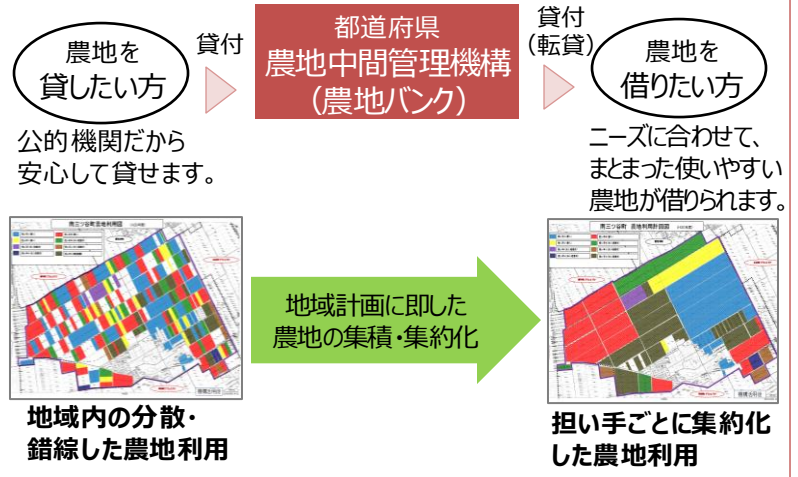 農地を
貸したい方
貸付
都道府県
農地中間管理機構
（農地バンク）
貸付
（転貸）
農地を
借りたい方
公的機関だから
安心して貸せます。
ニーズに合わせて、
まとまった使いやすい
農地が借りられます。
地域計画に即した
農地の集積・集約化
地域内の分散・
錯綜した農地利用
担い手ごとに集約化
した農地利用